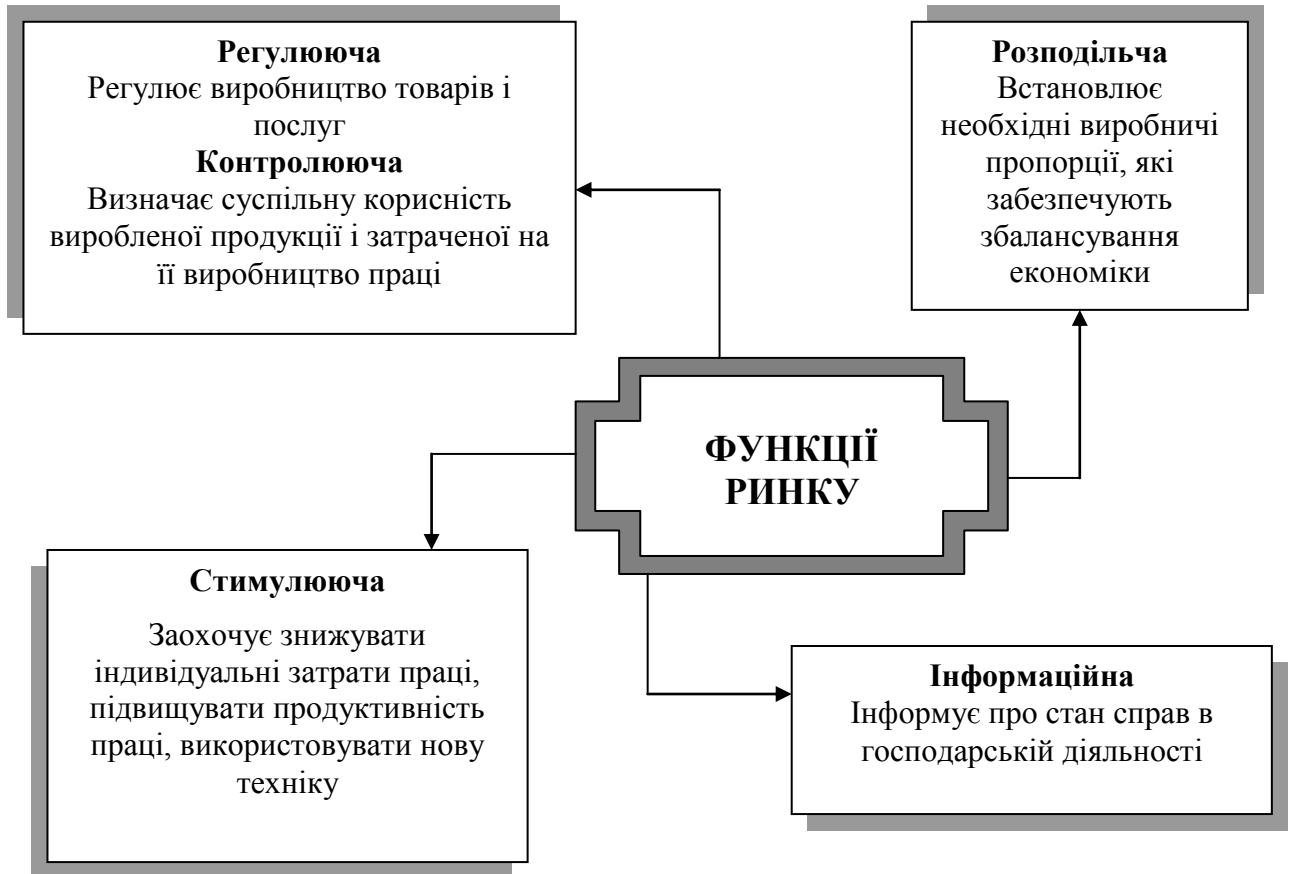 Регулююча
Регулює виробництво товарів і
послуг
Контролююча
Визначає суспільну корисність
виробленої продукції і затраченої на
її виробництво праці
Розподільча
Встановлює
необхідні виробничі
пропорції, які
забезпечують
збалансування
економіки
ФУНКЦІЇ
РИНКУ
Стимулююча
Заохочує знижувати
індивідуальні затрати праці,
підвищувати продуктивність
праці, використовувати нову
техніку
Інформаційна
Інформує про стан справ в
господарській діяльності